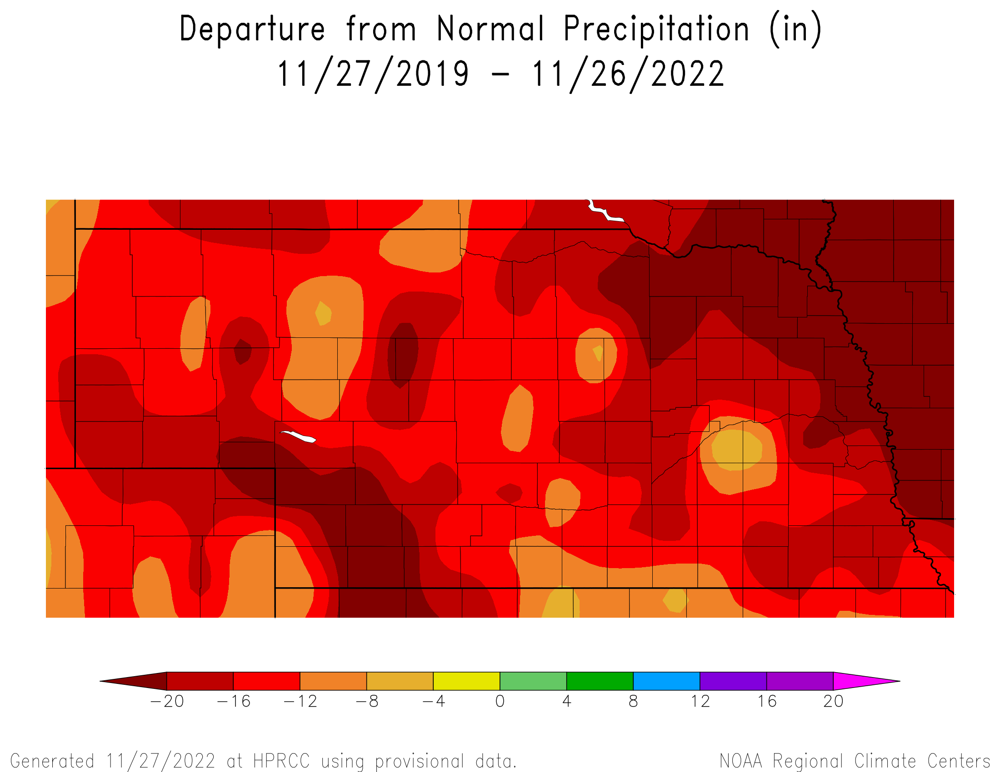 Departure from Normal Precipitation (in)
11/27/2019 – 11/26/2022
−20 −16 −12 −8 −4 0 4 8 12 16 20
Generated 11/27/2022 at HPRCC using provisional data.
NOAA Regional Climate Centers